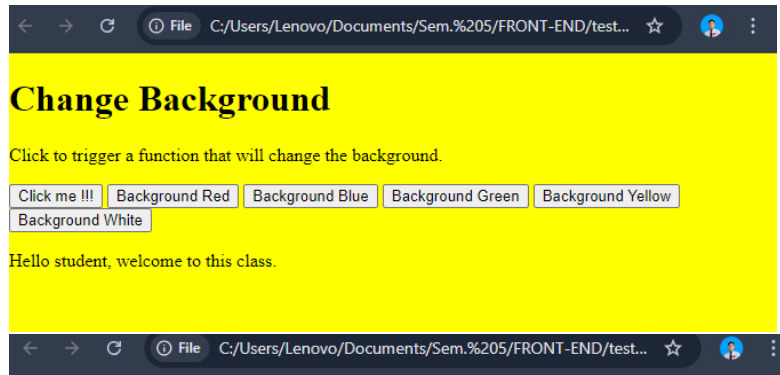 File C:/Users/Lenovo/Documents/Sem.%205/FRONT-END/test...
Change Background
Click to trigger a function that will change the background.
Click me !!! Background Red Background Blue Background Green Background Yellow
Background White
Hello student, welcome to this class.
File C:/Users/Lenovo/Documents/Sem.%205/FRONT-END/test...